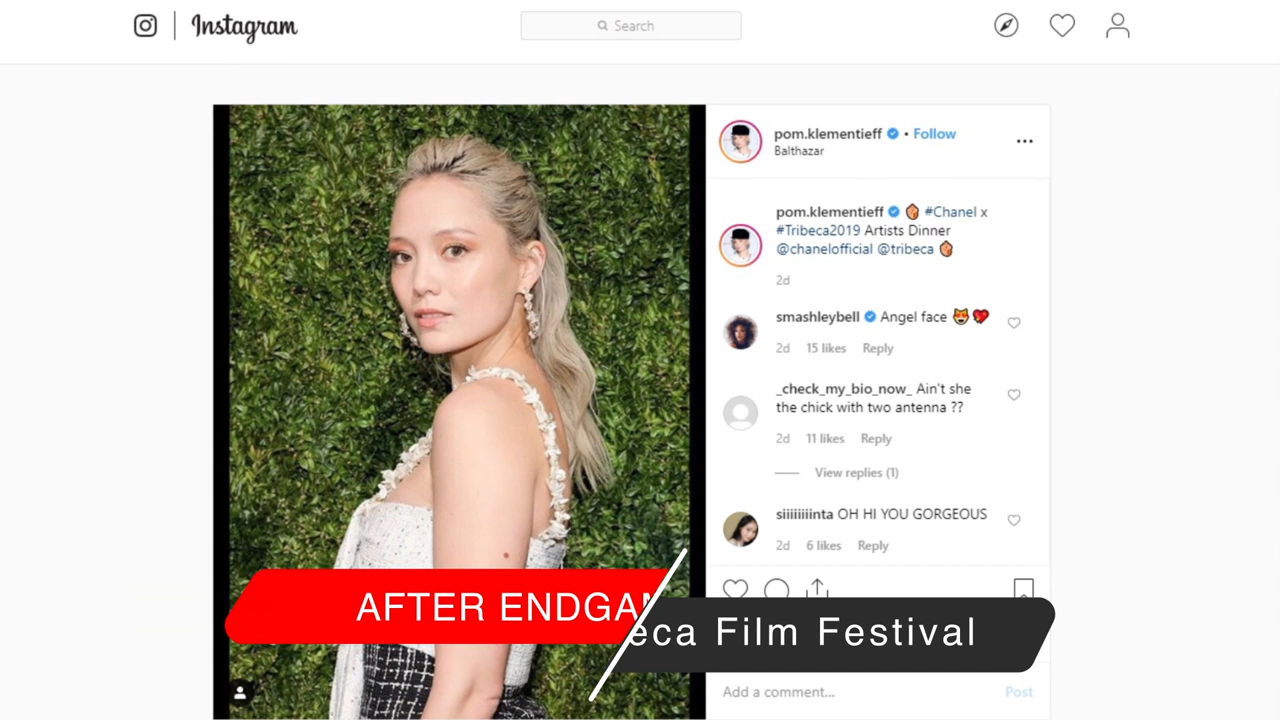 Instagram
Search
pom.klementieff • Follow
Balthazar
pom.klementieff #Chanel x
#Tribeca2019 Artists Dinner
@chanelofficial @tribeca
2d
smashleybell Angel face
2d 15 likes Reply
_check_my_bio_now_ Ain't she
the chick with two antenna ??
2d 11 likes Reply
View replies (1)
siiiiiiiinta OH HI YOU GORGEOUS
2d 6 likes Reply
AFTER ENDGAM
eca Film Festival
Add a comment... Post